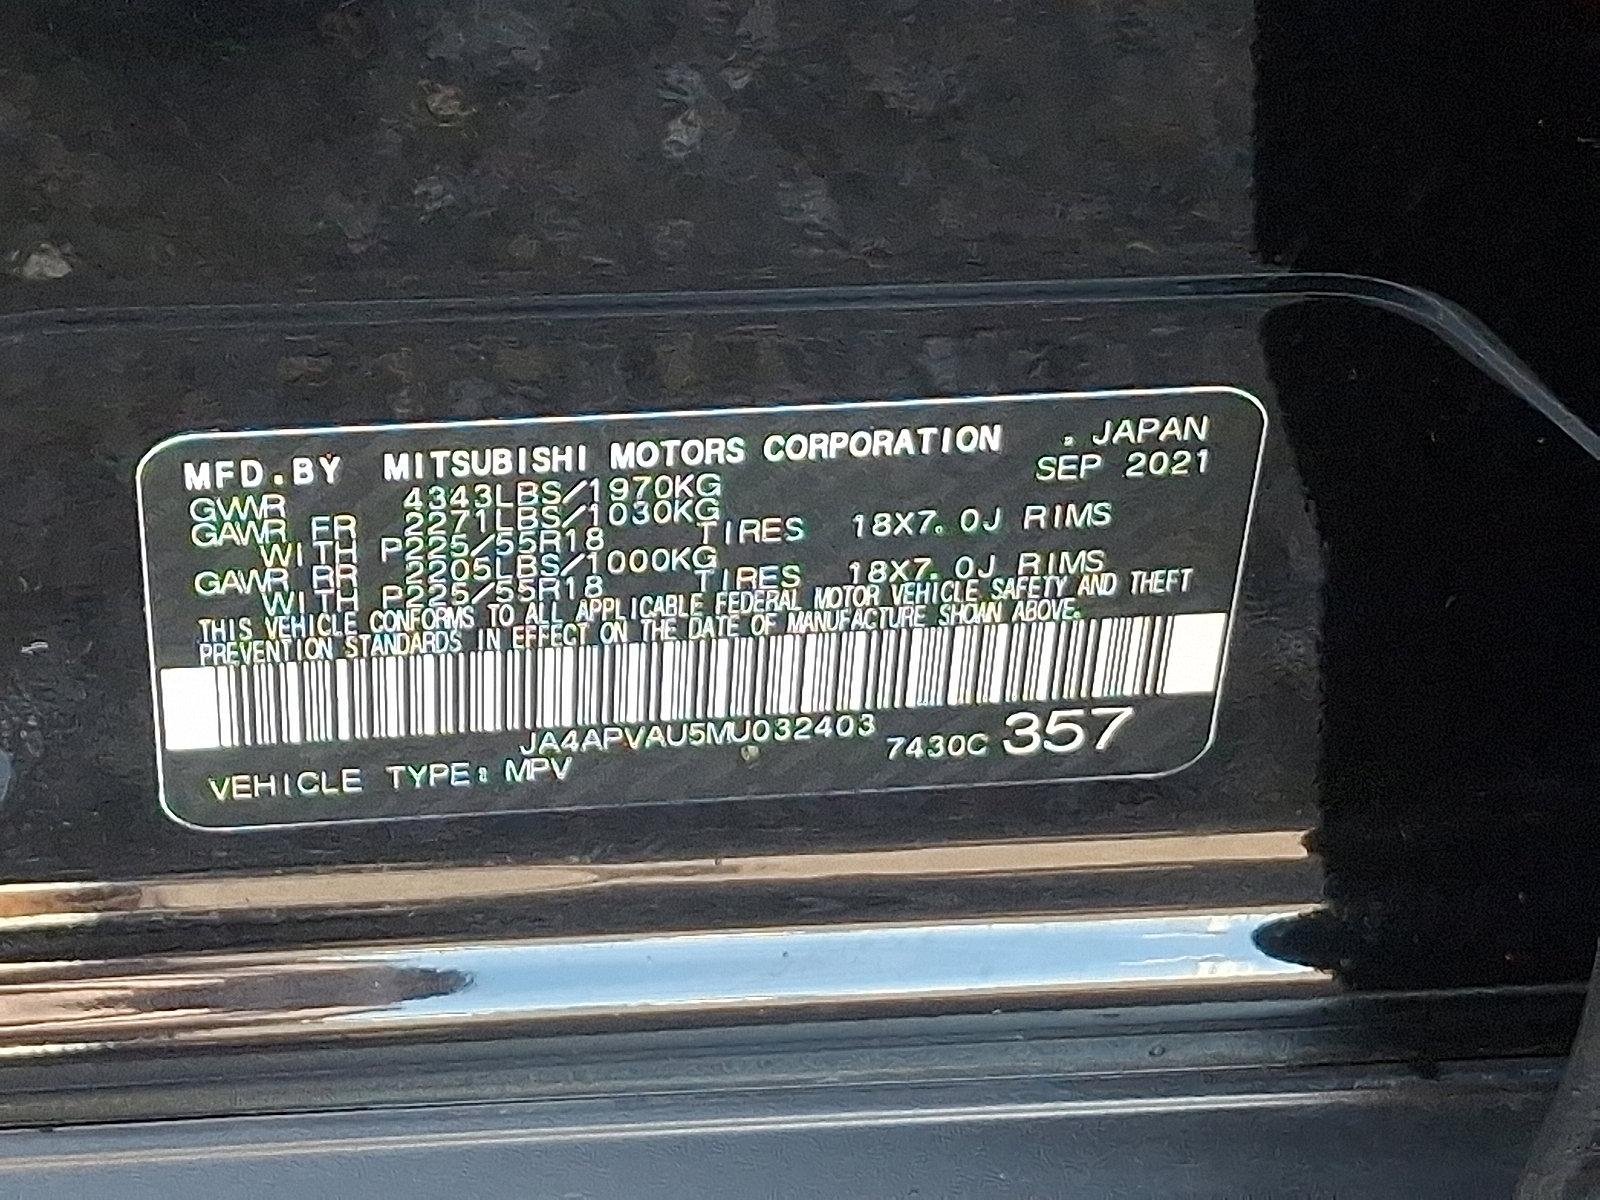 MFD.BY MITSUBISHI MOTORS CORPORATION , JAPAN
SEP 2021
GVWR 4343LBS/1970KG
GAWR FR 2271LBS/1030KG
WITH P225/55R18 TIRES 18X7.0J RIMS
GAWR RR 2205LBS/1000KG
WITH P225/55R18 TIRES 18X7.0J RIMS
THIS VEHICLE CONFORMS TO ALL APPLICABLE FEDERAL MOTOR VEHICLE SAFETY AND THEFT
PREVENTION STANDARDS IN EFFECT ON THE DATE OF MANUFACTURE SHOWN ABOVE.
JA4APVAU5MU032403
7430C 357
VEHICLE TYPE: MPV